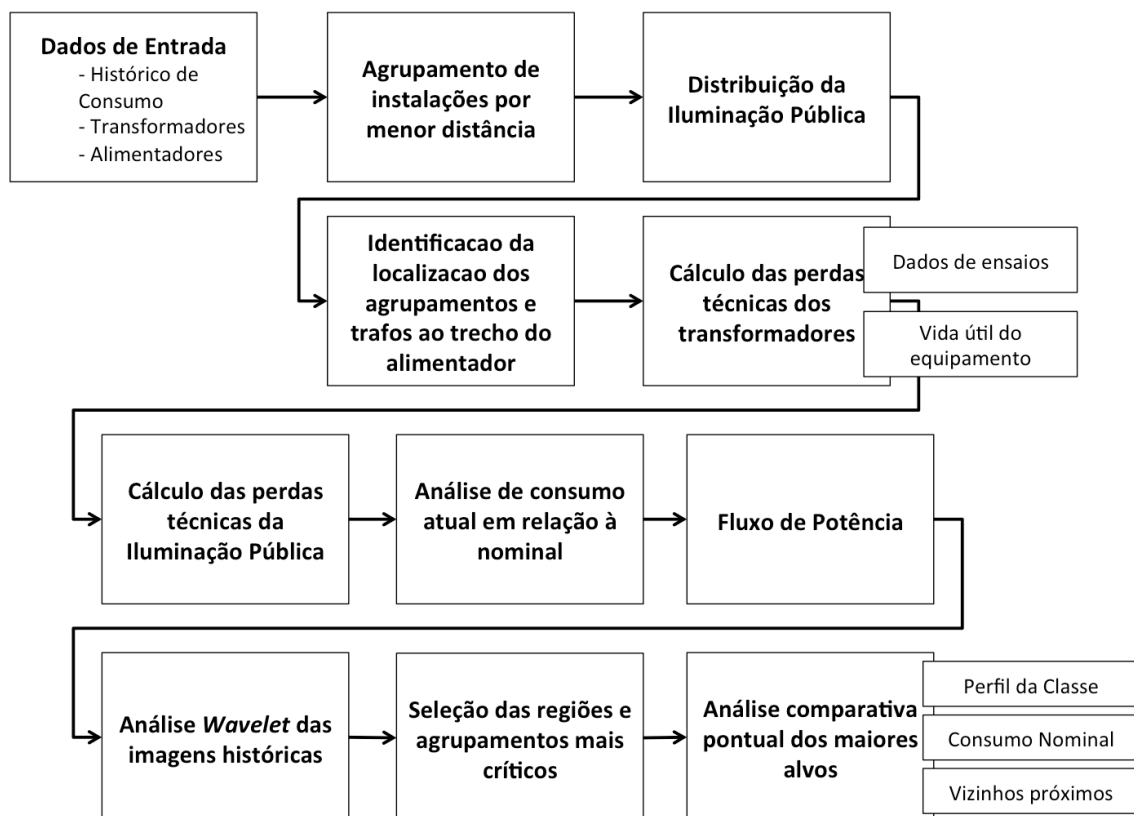 Dados de Entrada
- Histórico de
Consumo
- Transformadores
- Alimentadores
Agrupamento de
instalações por
menor distância
Distribuição da
Iluminação Pública
Identificacao da
localizacao dos
agrupamentos e
trafos ao trecho do
alimentador
Cálculo das perdas
técnicas dos
transformadores
Dados de ensaios
Vida útil do
equipamento
Cálculo das perdas
técnicas da
Iluminação Pública
Análise de consumo
atual em relação à
nominal
Fluxo de Potência
Análise Wavelet das
imagens históricas
Seleção das regiões e
agrupamentos mais
críticos
Análise comparativa
pontual dos maiores
alvos
Perfil da Classe
Consumo Nominal
Vizinhos próximos